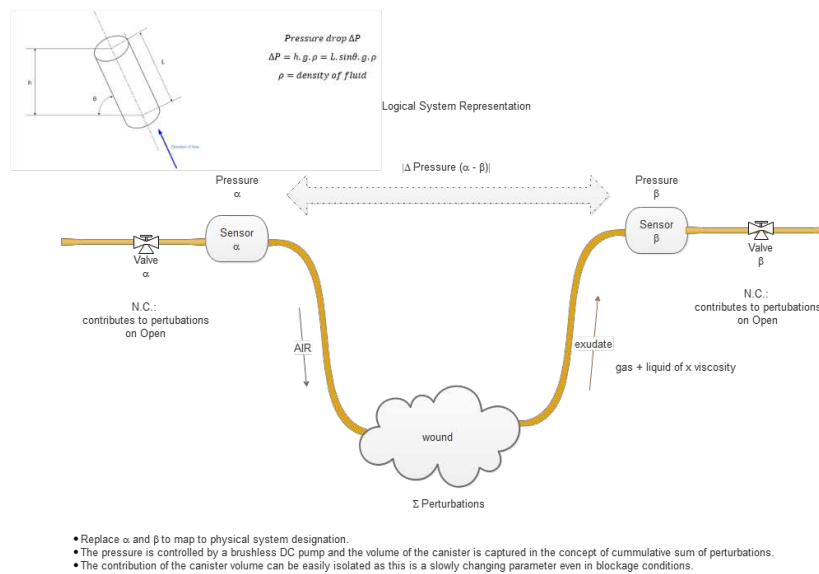 Pressure drop ΔP
ΔP = h.g.ρ = L.sinθ.g.ρ
ρ = density of fluid
h
L
θ
Direction of flow
Logical System Representation
|Δ Pressure (α - β)|
Pressure
α
Pressure
β
Sensor
α
Sensor
β
Valve
α
Valve
β
N.C.:
contributes to pertubations
on Open
N.C.:
contributes to pertubations
on Open
AIR
exudate
gas + liquid of x viscosity
wound
Σ Perturbations
• Replace α and β to map to physical system designation.
• The pressure is controlled by a brushless DC pump and the volume of the canister is captured in the concept of cummulative sum of perturbations.
• The contribution of the canister volume can be easily isolated as this is a slowly changing parameter even in blockage conditions.